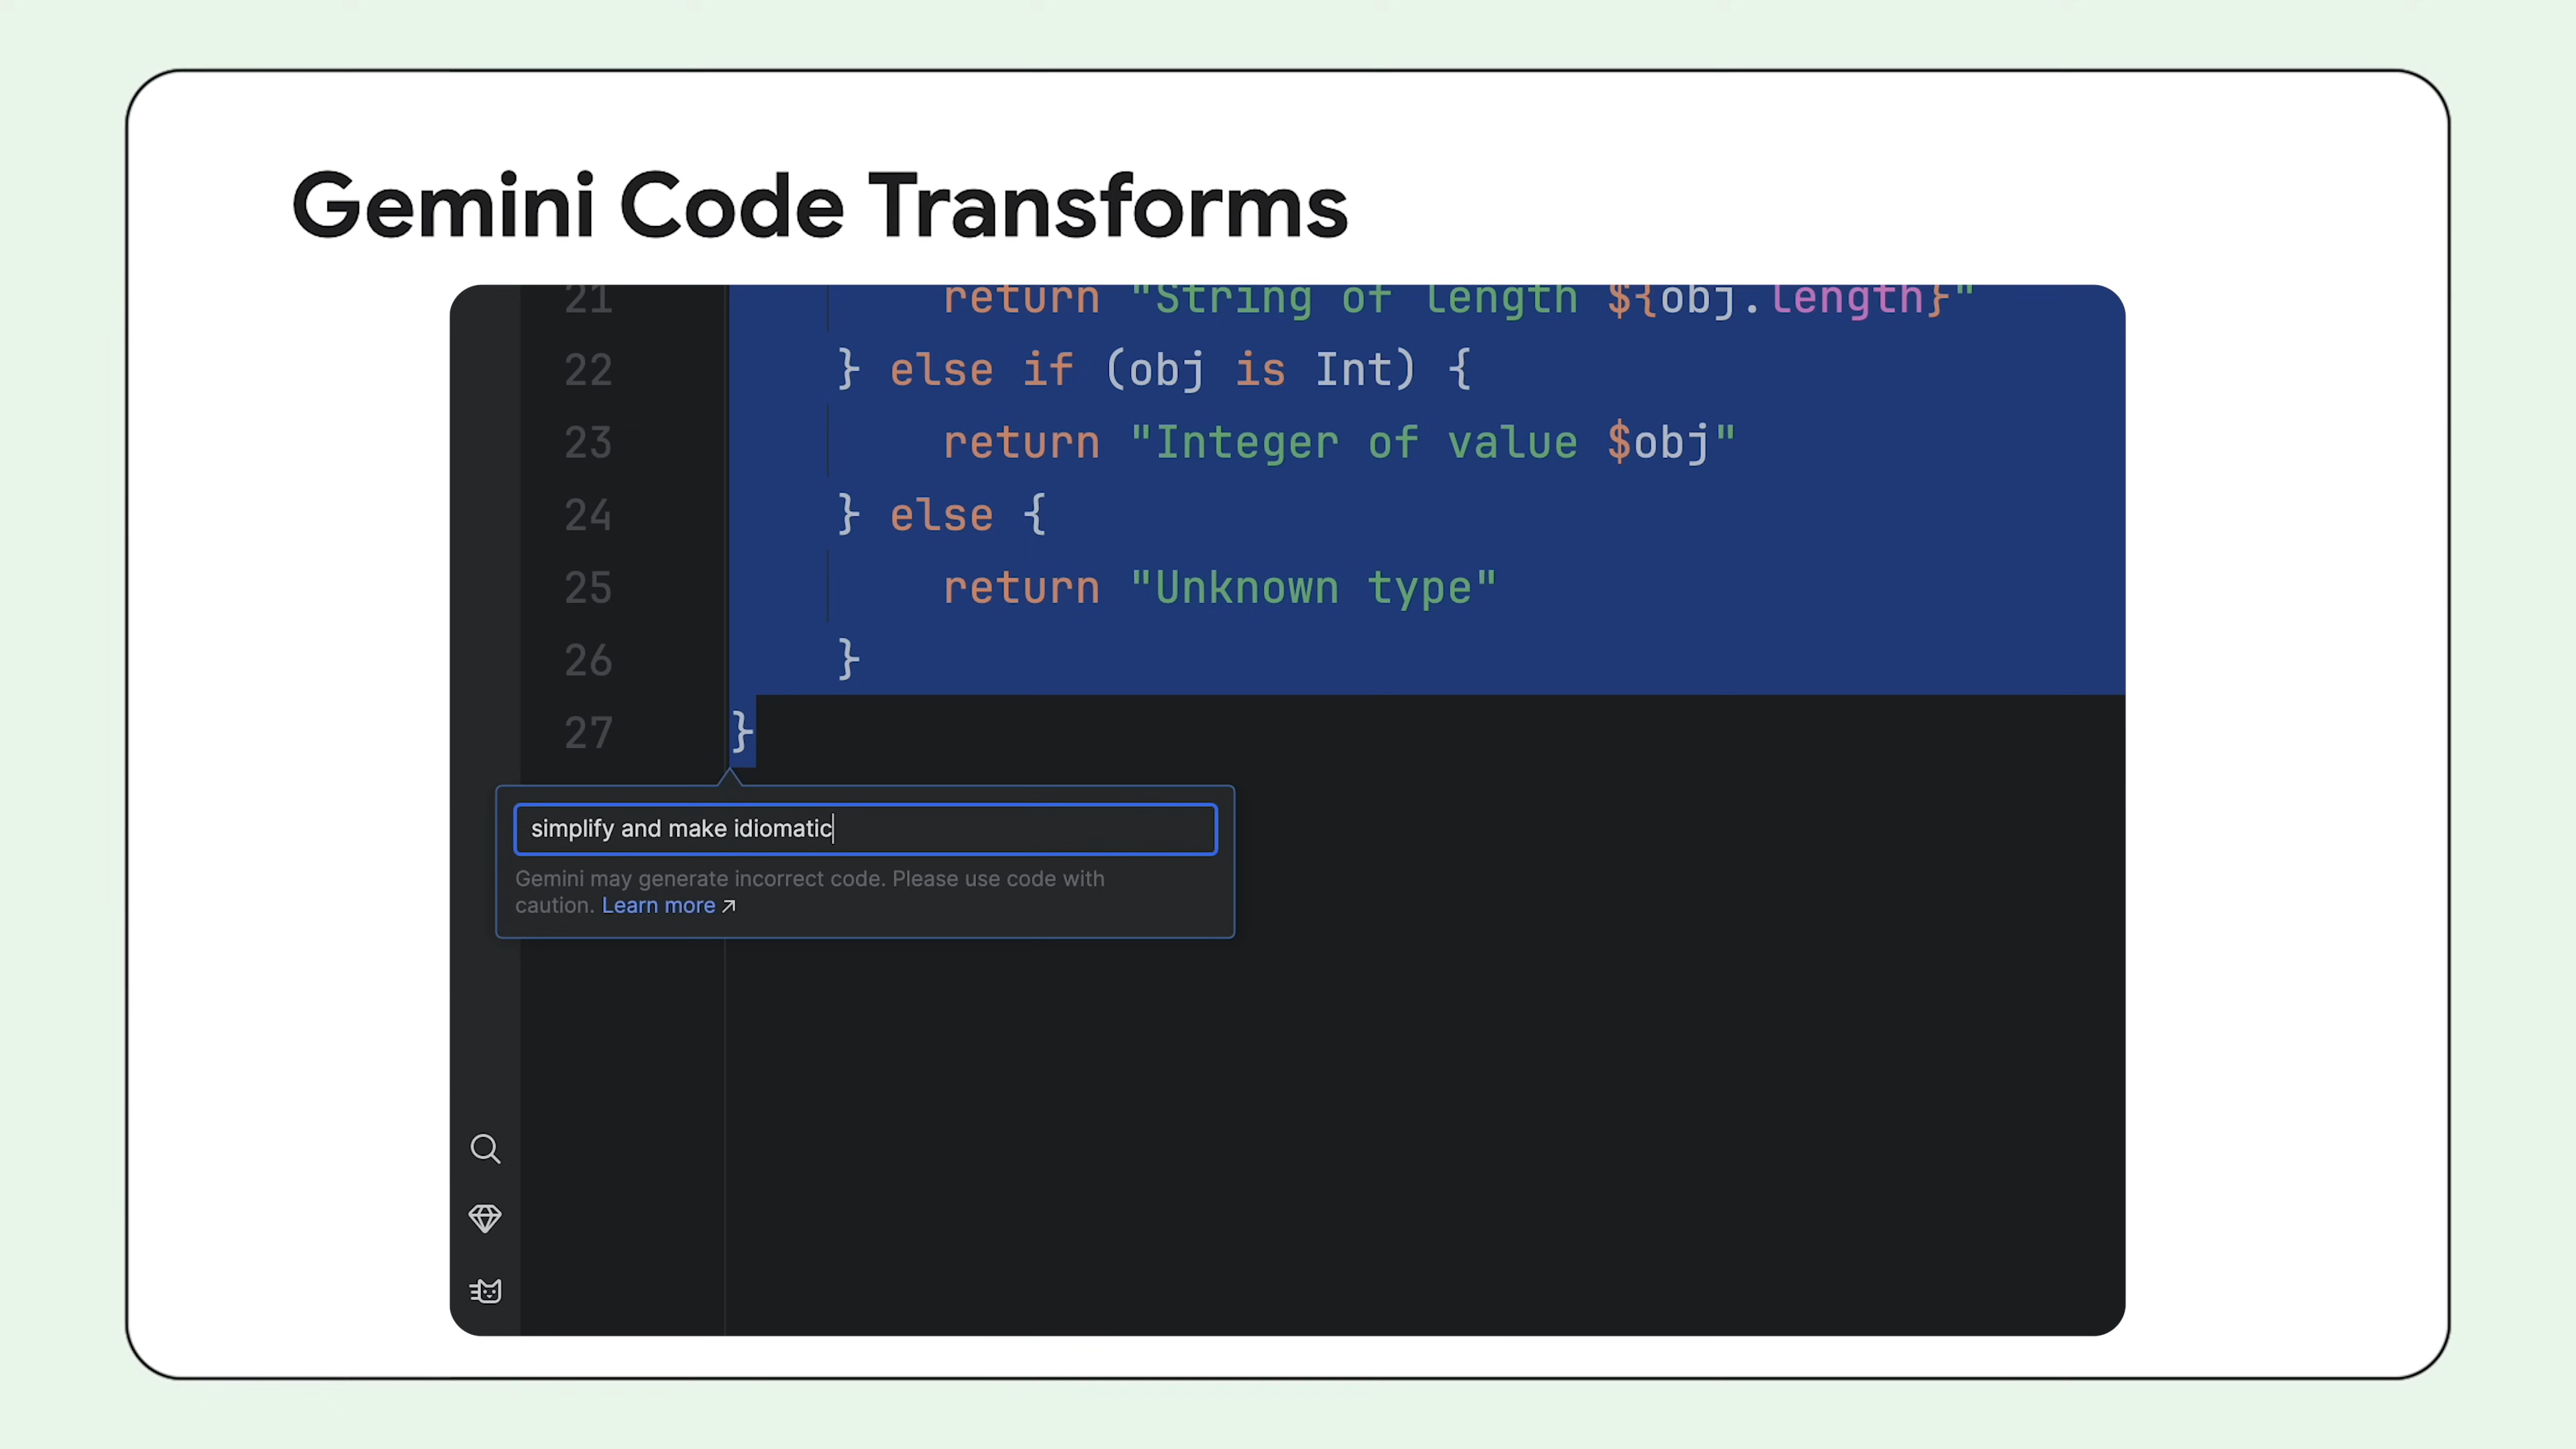 Gemini Code Transforms
21 return "String of length ${obj.length}"
22 } else if (obj is Int) {
23 return "Integer of value $obj"
24 } else {
25 return "Unknown type"
26 }
27 }
simplify and make idiomatic
Gemini may generate incorrect code. Please use code with
caution. Learn more ↗